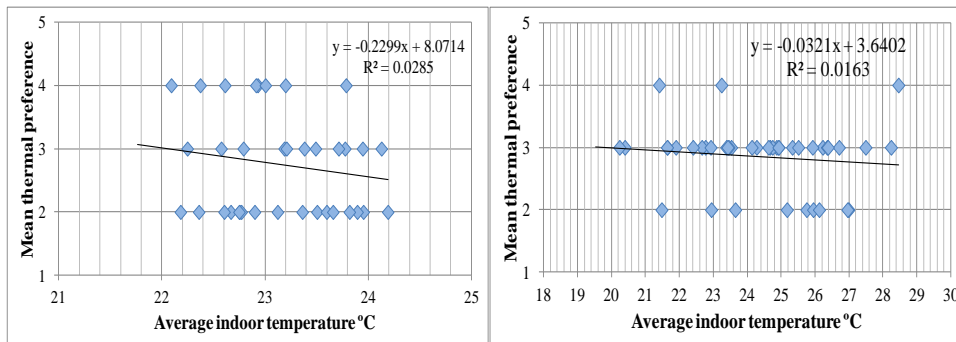 5
4
3
2
1
Mean thermal preference
y = -0.2299x + 8.0714
R² = 0.0285
21 22 23 24 25
Average indoor temperature ºC
5
4
3
2
1
Mean thermal preference
y = -0.0321x + 3.6402
R² = 0.0163
18 19 20 21 22 23 24 25 26 27 28 29 30
Average indoor temperature ºC